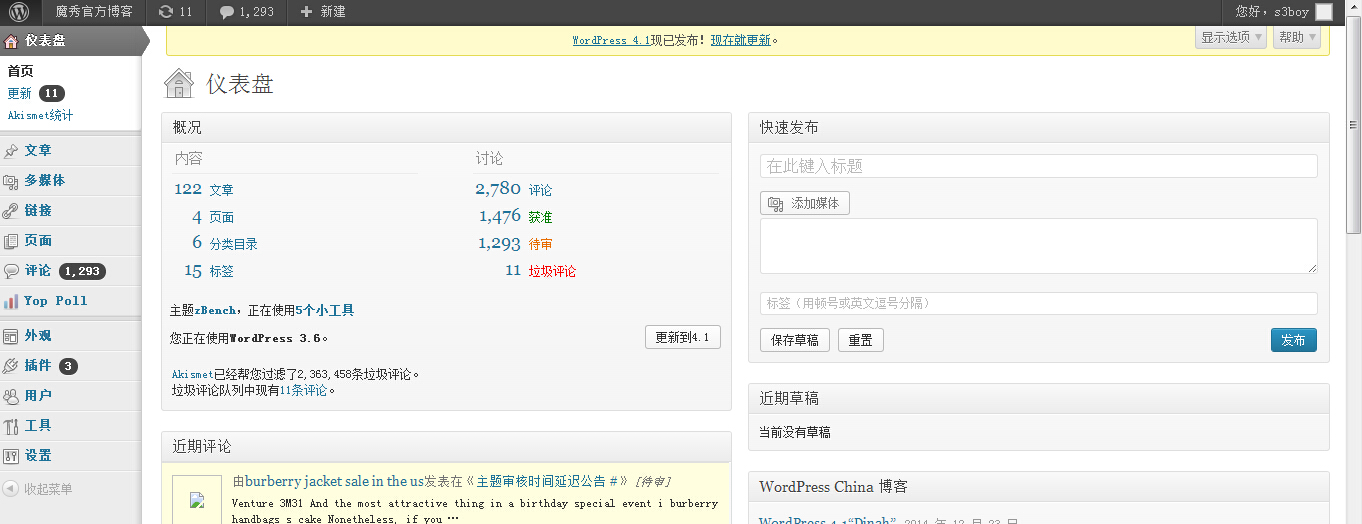 魔秀官方博客 11 1,293 新建 您好，s3boy
仪表盘
首页
更新 11
Akismet统计
文章
多媒体
链接
页面
评论 1,293
Yop Poll
外观
插件 3
用户
工具
设置
收起菜单
WordPress 4.1现已发布！现在就更新。
显示选项 帮助
仪表盘
概况
内容
122 文章
4 页面
6 分类目录
15 标签
讨论
2,780 评论
1,476 获准
1,293 待审
11 垃圾评论
主题zBench，正在使用5个小工具
您正在使用WordPress 3.6。 更新到4.1
Akismet已经帮您过滤了2,363,458条垃圾评论。
垃圾评论队列中现有11条评论。
近期评论
由burberry jacket sale in the us发表在《主题审核时间延迟公告 #》 [待审]
Venture 3M31 And the most attractive thing in a birthday special event i burberry
handbags s cake Nonetheless, if you …
快速发布
在此键入标题
添加媒体
标签（用顿号或英文逗号分隔）
保存草稿 重置 发布
近期草稿
当前没有草稿
WordPress China 博客
WordPress 4.1“Dinah” 2014 年 12 月 23 日